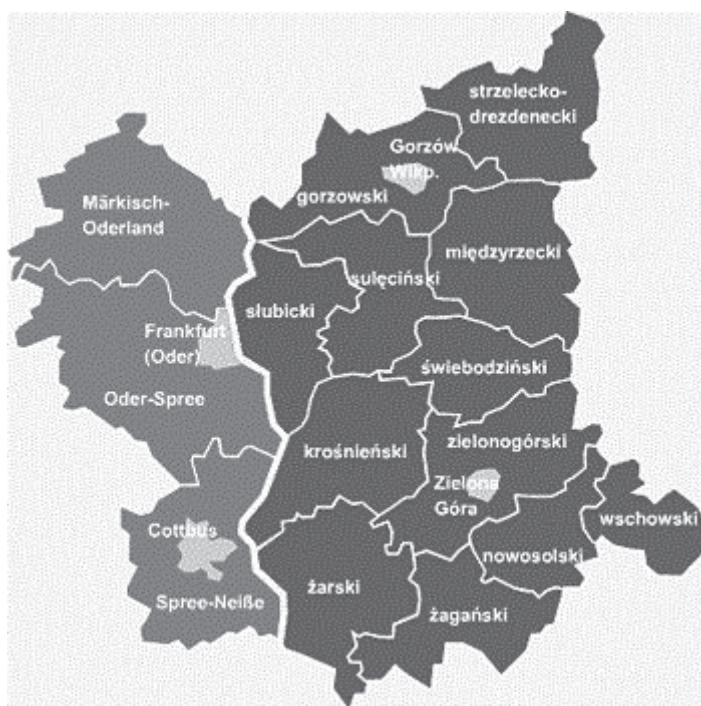 strzelecko-
drezdenecki
Gorzów
Wlkp.
gorzowski
Märkisch-
Oderland
międzyrzecki
sulęciński
słubicki
Frankfurt
(Oder)
świebodziński
Oder-Spree
zielonogórski
krośnieński
Zielona
Góra
wschowski
Cottbus
nowosolski
żarski
Spree-Neiße
żagański